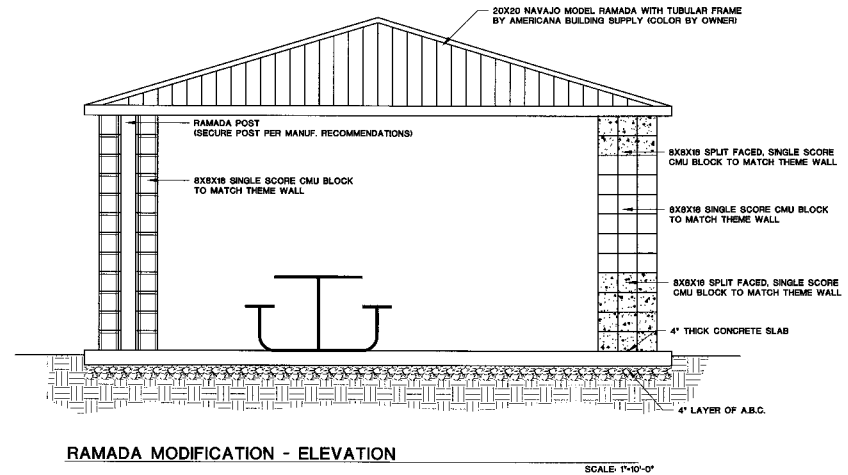 20X20 NAVAJO MODEL RAMADA WITH TUBULAR FRAME
BY AMERICANA BUILDING SUPPLY (COLOR BY OWNER)
RAMADA POST
(SECURE POST PER MANUF. RECOMMENDATIONS)
8X8X16 SINGLE SCORE CMU BLOCK
TO MATCH THEME WALL
8X8X16 SPLIT FACED, SINGLE SCORE
CMU BLOCK TO MATCH THEME WALL
8X8X16 SINGLE SCORE CMU BLOCK
TO MATCH THEME WALL
8X8X16 SPLIT FACED, SINGLE SCORE
CMU BLOCK TO MATCH THEME WALL
4" THICK CONCRETE SLAB
4" LAYER OF A.B.C.
RAMADA MODIFICATION - ELEVATION
SCALE: 1"=10'-0"